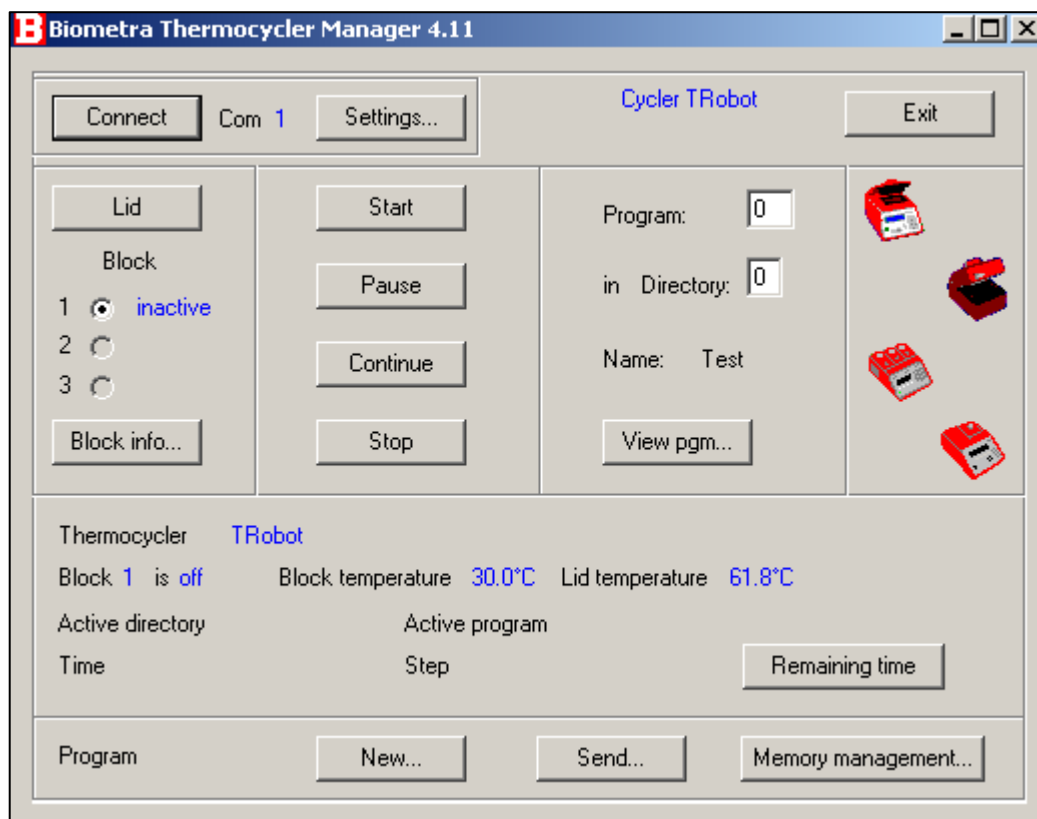 B Biometra Thermocycler Manager 4.11
Connect Com 1 Settings... Cycler TRobot Exit
Lid Start Program: 0
Block
1 inactive Pause in Directory: 0
2
3 Continue Name: Test
Block info... Stop View pgm...
Thermocycler TRobot
Block 1 is off Block temperature 30.0°C Lid temperature 61.8°C
Active directory Active program
Time Step Remaining time
Program New... Send... Memory management...